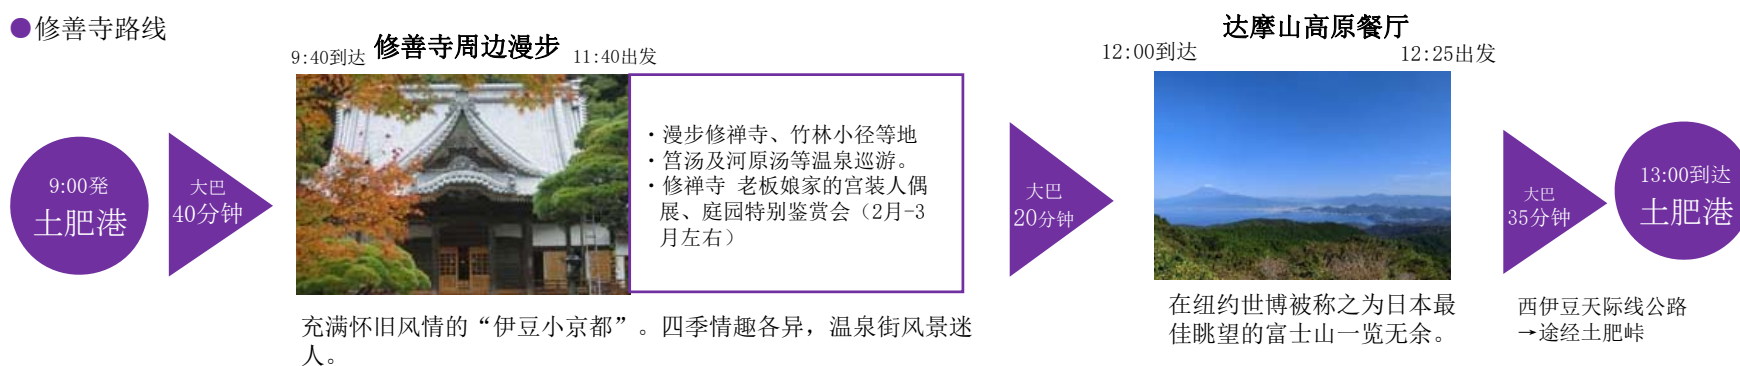 ●修善寺路线
9:40到达
修善寺周边漫步
11:40出发
达摩山高原餐厅
12:00到达
12:25出发
9:00発
土肥港
大巴
40分钟
・漫步修禅寺、竹林小径等地
・筥汤及河原汤等温泉巡游。
・修禅寺 老板娘家的宫装人偶
展、庭园特别鉴赏会（2月-3
月左右）
大巴
20分钟
大巴
35分钟
13:00到达
土肥港
充满怀旧风情的“伊豆小京都”。四季情趣各异，温泉街风景迷
人。
在纽约世博被称之为日本最
佳眺望的富士山一览无余。
西伊豆天际线公路
→途经土肥峠